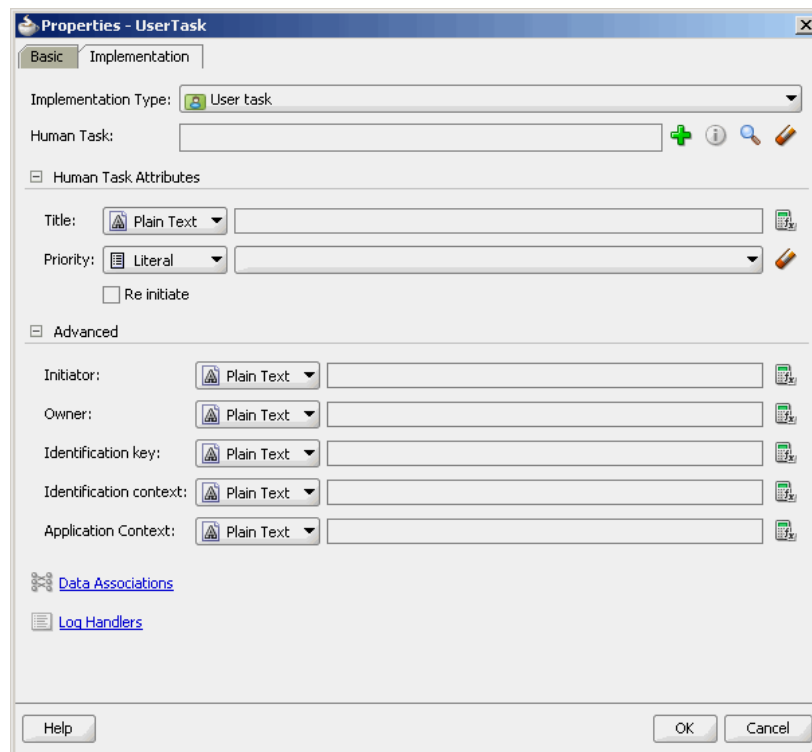 Properties - UserTask
Basic Implementation
Implementation Type: User task
Human Task:
Human Task Attributes
Title: Plain Text
Priority: Literal
Re initiate
Advanced
Initiator: Plain Text
Owner: Plain Text
Identification key: Plain Text
Identification context: Plain Text
Application Context: Plain Text
Data Associations
Log Handlers
Help OK Cancel